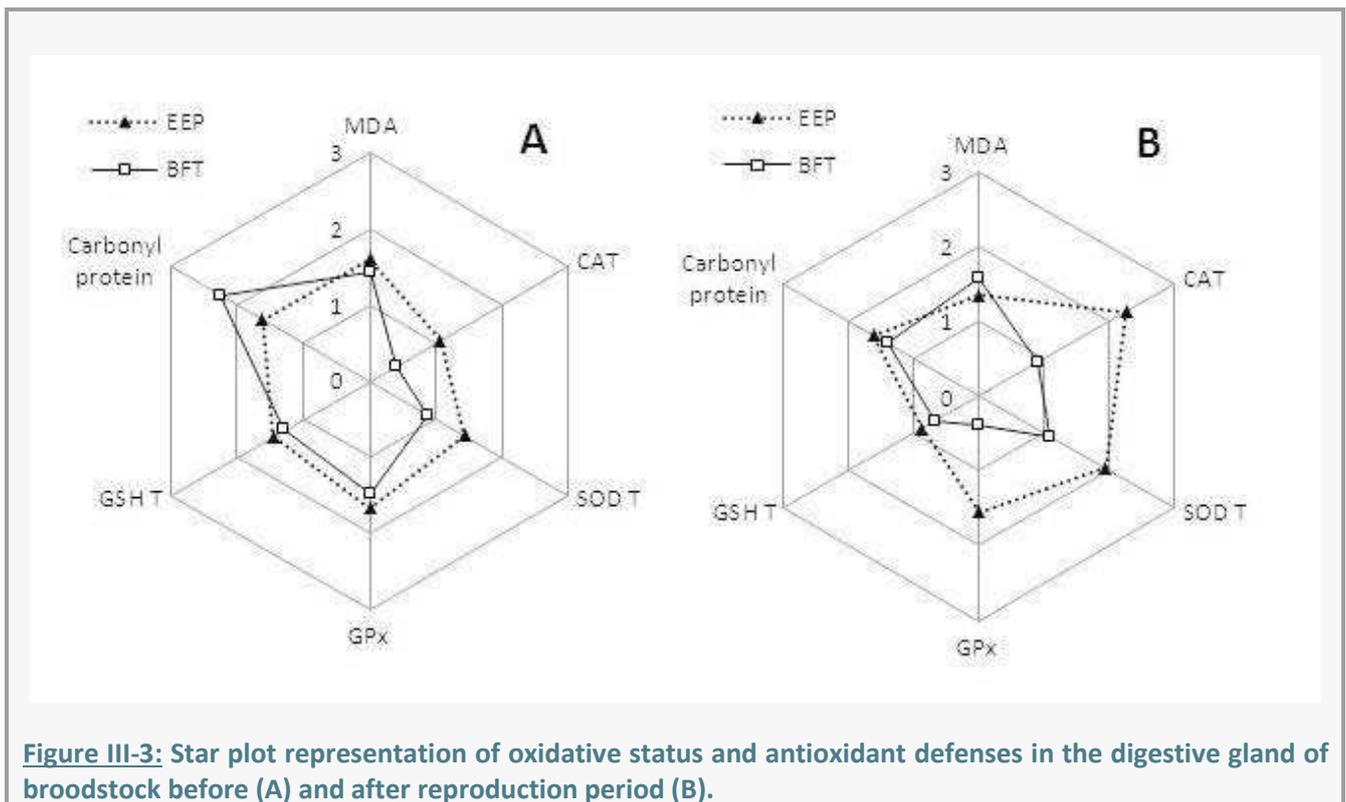 EEP
BFT
A
MDA
3
2
1
0
CAT
SOD T
GPx
GSH T
Carbonyl
protein
EEP
BFT
B
MDA
3
2
1
0
CAT
SOD T
GPx
GSH T
Carbonyl
protein
Figure III-3: Star plot representation of oxidative status and antioxidant defenses in the digestive gland of
broodstock before (A) and after reproduction period (B).